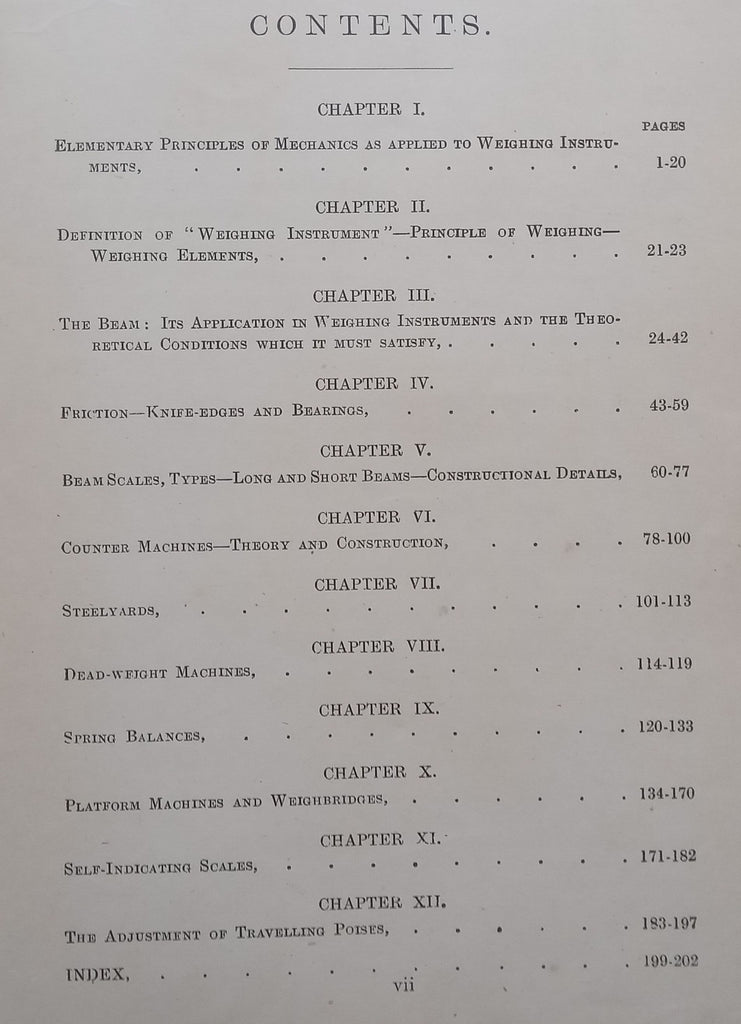 CONTENTS.
CHAPTER I.
PAGES
ELEMENTARY PRINCIPLES OF MECHANICS AS APPLIED TO WEIGHING INSTRU-
MENTS, . . . . . . . . . . . 1-20
CHAPTER II.
DEFINITION OF "WEIGHING INSTRUMENT"—PRINCIPLE OF WEIGHING—
WEIGHING ELEMENTS, . . . . . . . . . 21-23
CHAPTER III.
THE BEAM: ITS APPLICATION IN WEIGHING INSTRUMENTS AND THE THEO-
RETICAL CONDITIONS WHICH IT MUST SATISFY, . . . . . 24-42
CHAPTER IV.
FRICTION—KNIFE-EDGES AND BEARINGS, . . . . . . 43-59
CHAPTER V.
BEAM SCALES, TYPES—LONG AND SHORT BEAMS—CONSTRUCTIONAL DETAILS, 60-77
CHAPTER VI.
COUNTER MACHINES—THEORY AND CONSTRUCTION, . . . . 78-100
CHAPTER VII.
STEELYARDS, . . . . . . . . . . . 101-113
CHAPTER VIII.
DEAD-WEIGHT MACHINES, . . . . . . . . . 114-119
CHAPTER IX.
SPRING BALANCES, . . . . . . . . . . 120-133
CHAPTER X.
PLATFORM MACHINES AND WEIGHBRIDGES, . . . . . . 134-170
CHAPTER XI.
SELF-INDICATING SCALES, . . . . . . . . . 171-182
CHAPTER XII.
THE ADJUSTMENT OF TRAVELLING POISES, . . . . . . 183-197
INDEX, . . . . . . . . . . . . 199-202
vii